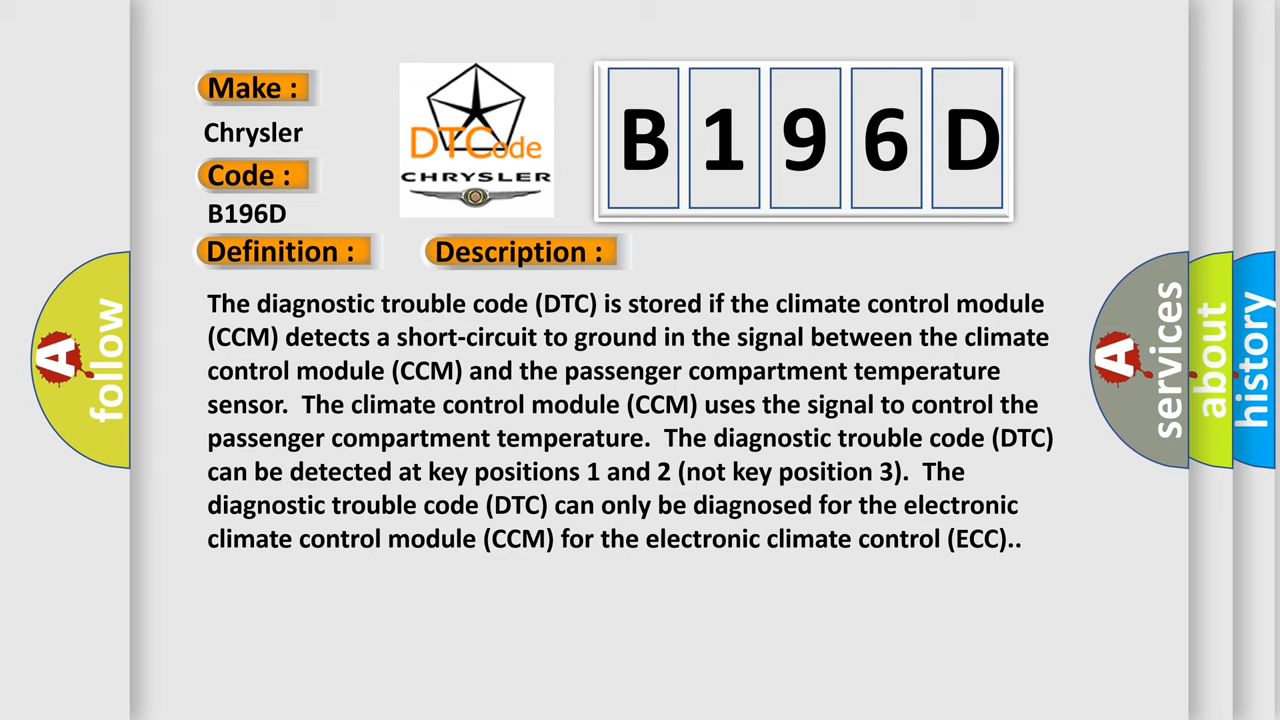 Make :
Chrysler
Code :
B196D
Definition :
Description :
DTCode
CHRYSLER
B 1 9 6 D
The diagnostic trouble code (DTC) is stored if the climate control module
(CCM) detects a short-circuit to ground in the signal between the climate
control module (CCM) and the passenger compartment temperature
sensor. The climate control module (CCM) uses the signal to control the
passenger compartment temperature. The diagnostic trouble code (DTC)
can be detected at key positions 1 and 2 (not key position 3). The
diagnostic trouble code (DTC) can only be diagnosed for the electronic
climate control module (CCM) for the electronic climate control (ECC)..
A
follow
A
services
about
history